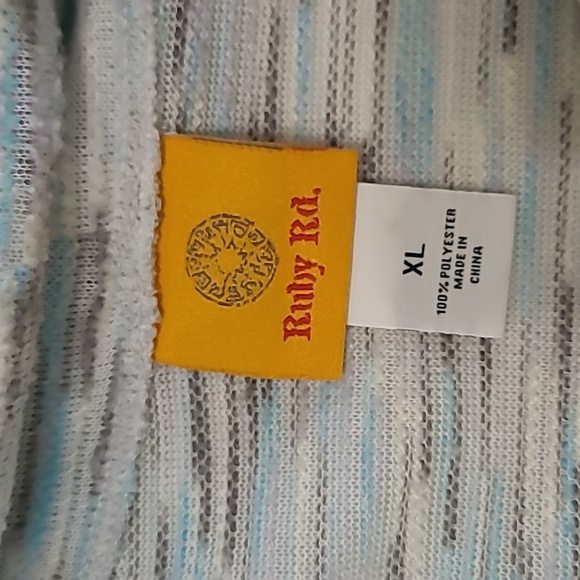 Ruby Rd.
XL
100% POLYESTER
MADE IN
CHINA